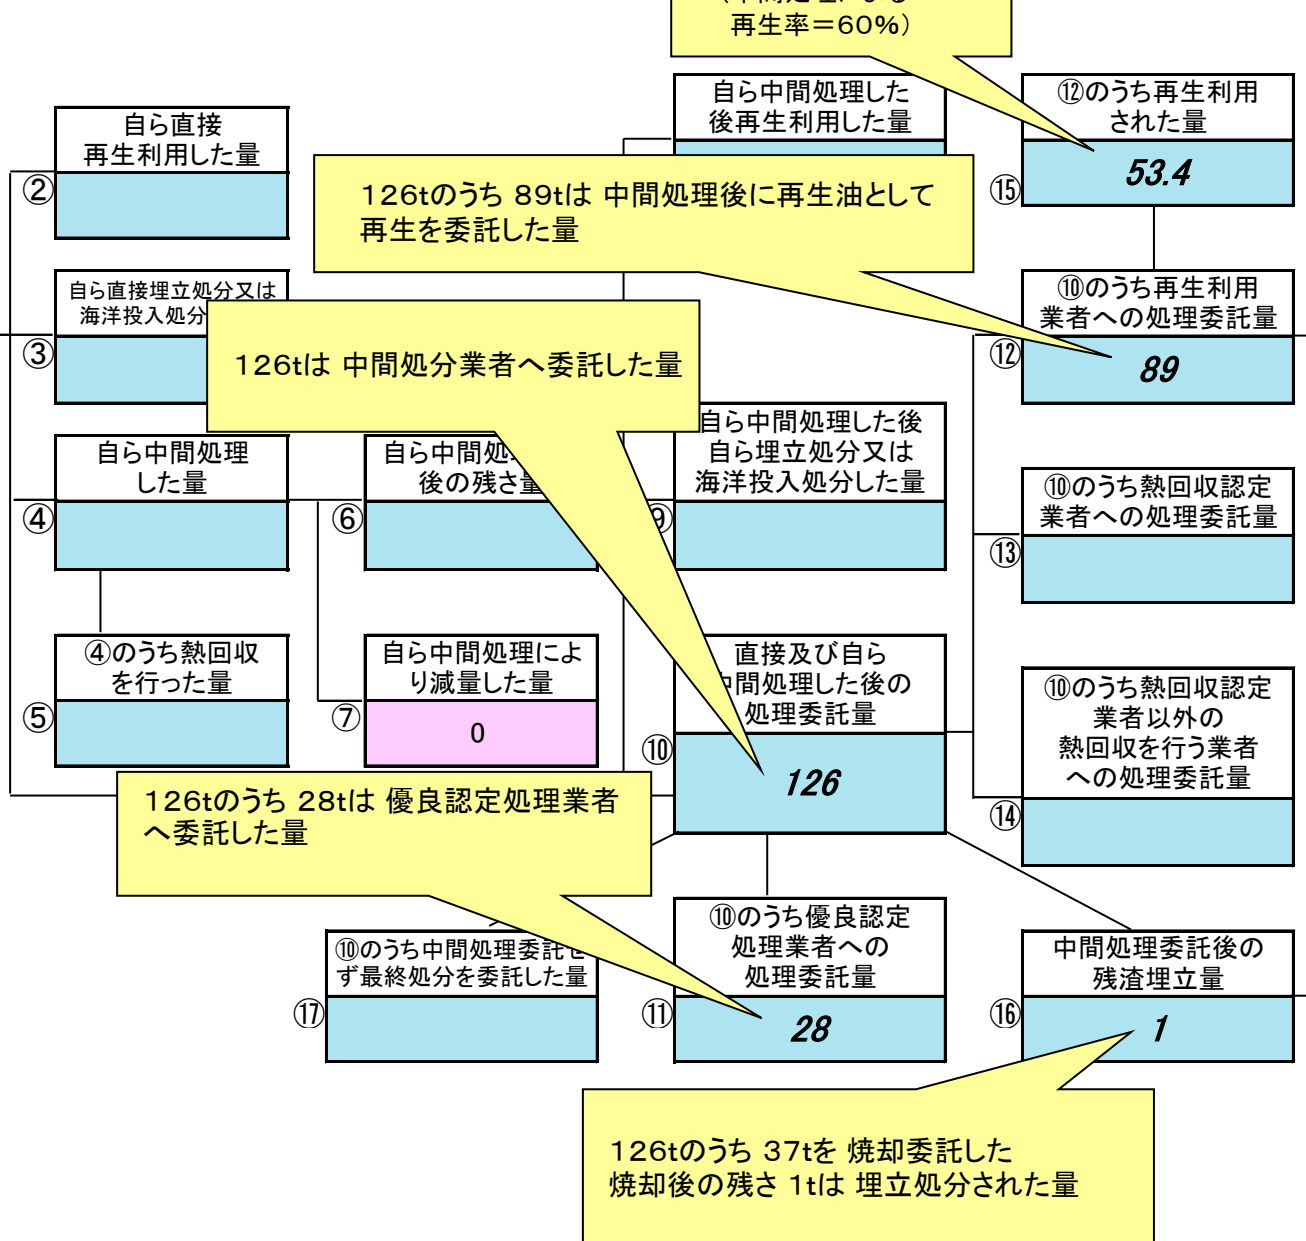 再生率＝60％）
自ら中間処理した
後再生利用した量
⑫のうち再生利用
された量
⑮
53.4
自ら直接
再生利用した量
②
126tのうち 89tは 中間処理後に再生油として
再生を委託した量
自ら直接埋立処分又は
海洋投入処分
③
⑩のうち再生利用
業者への処理委託量
⑫
89
126tは 中間処分業者へ委託した量
自ら中間処理
した量
④
自ら中間処
後の残さ量
⑥
自ら中間処理した後
自ら埋立処分又は
海洋投入処分した量
⑩のうち熱回収認定
業者への処理委託量
⑬
④のうち熱回収
を行った量
⑤
自ら中間処理によ
り減量した量
⑦
0
直接及び自ら
中間処理した後の
処理委託量
⑩
126
⑩のうち熱回収認定
業者以外の
熱回収を行う業者
への処理委託量
⑭
126tのうち 28tは 優良認定処理業者
へ委託した量
⑩のうち中間処理委託せ
ず最終処分を委託した量
⑰
⑩のうち優良認定
処理業者への
処理委託量
⑪
28
中間処理委託後の
残渣埋立量
⑯
1
126tのうち 37tを 焼却委託した
焼却後の残さ 1tは 埋立処分された量